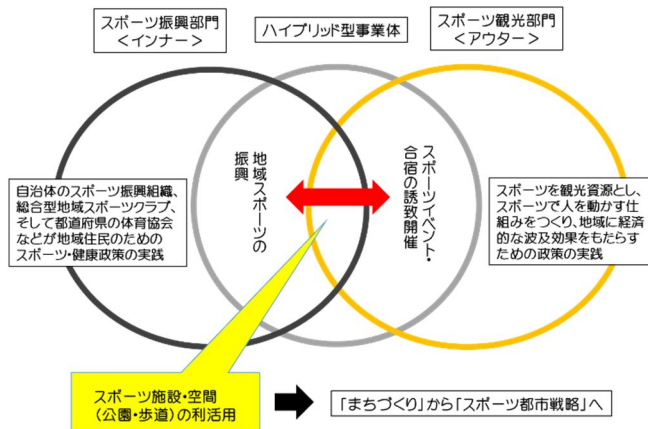 スポーツ振興部門
<インナー>
ハイブリッド型事業体
スポーツ観光部門
<アウター>
自治体のスポーツ振興組織、
総合型地域スポーツクラブ、
そして都道府県の体育協会
などが地域住民のための
スポーツ・健康政策の実践
地域スポーツの
振興
スポーツイベント・
合宿の誘致開催
スポーツを観光資源とし、
スポーツで人を動かす仕
組みをつくり、地域に経済
的な波及効果をもたらす
ための政策の実践
スポーツ施設・空間
(公園・歩道)の利活用
「まちづくり」から「スポーツ都市戦略」へ